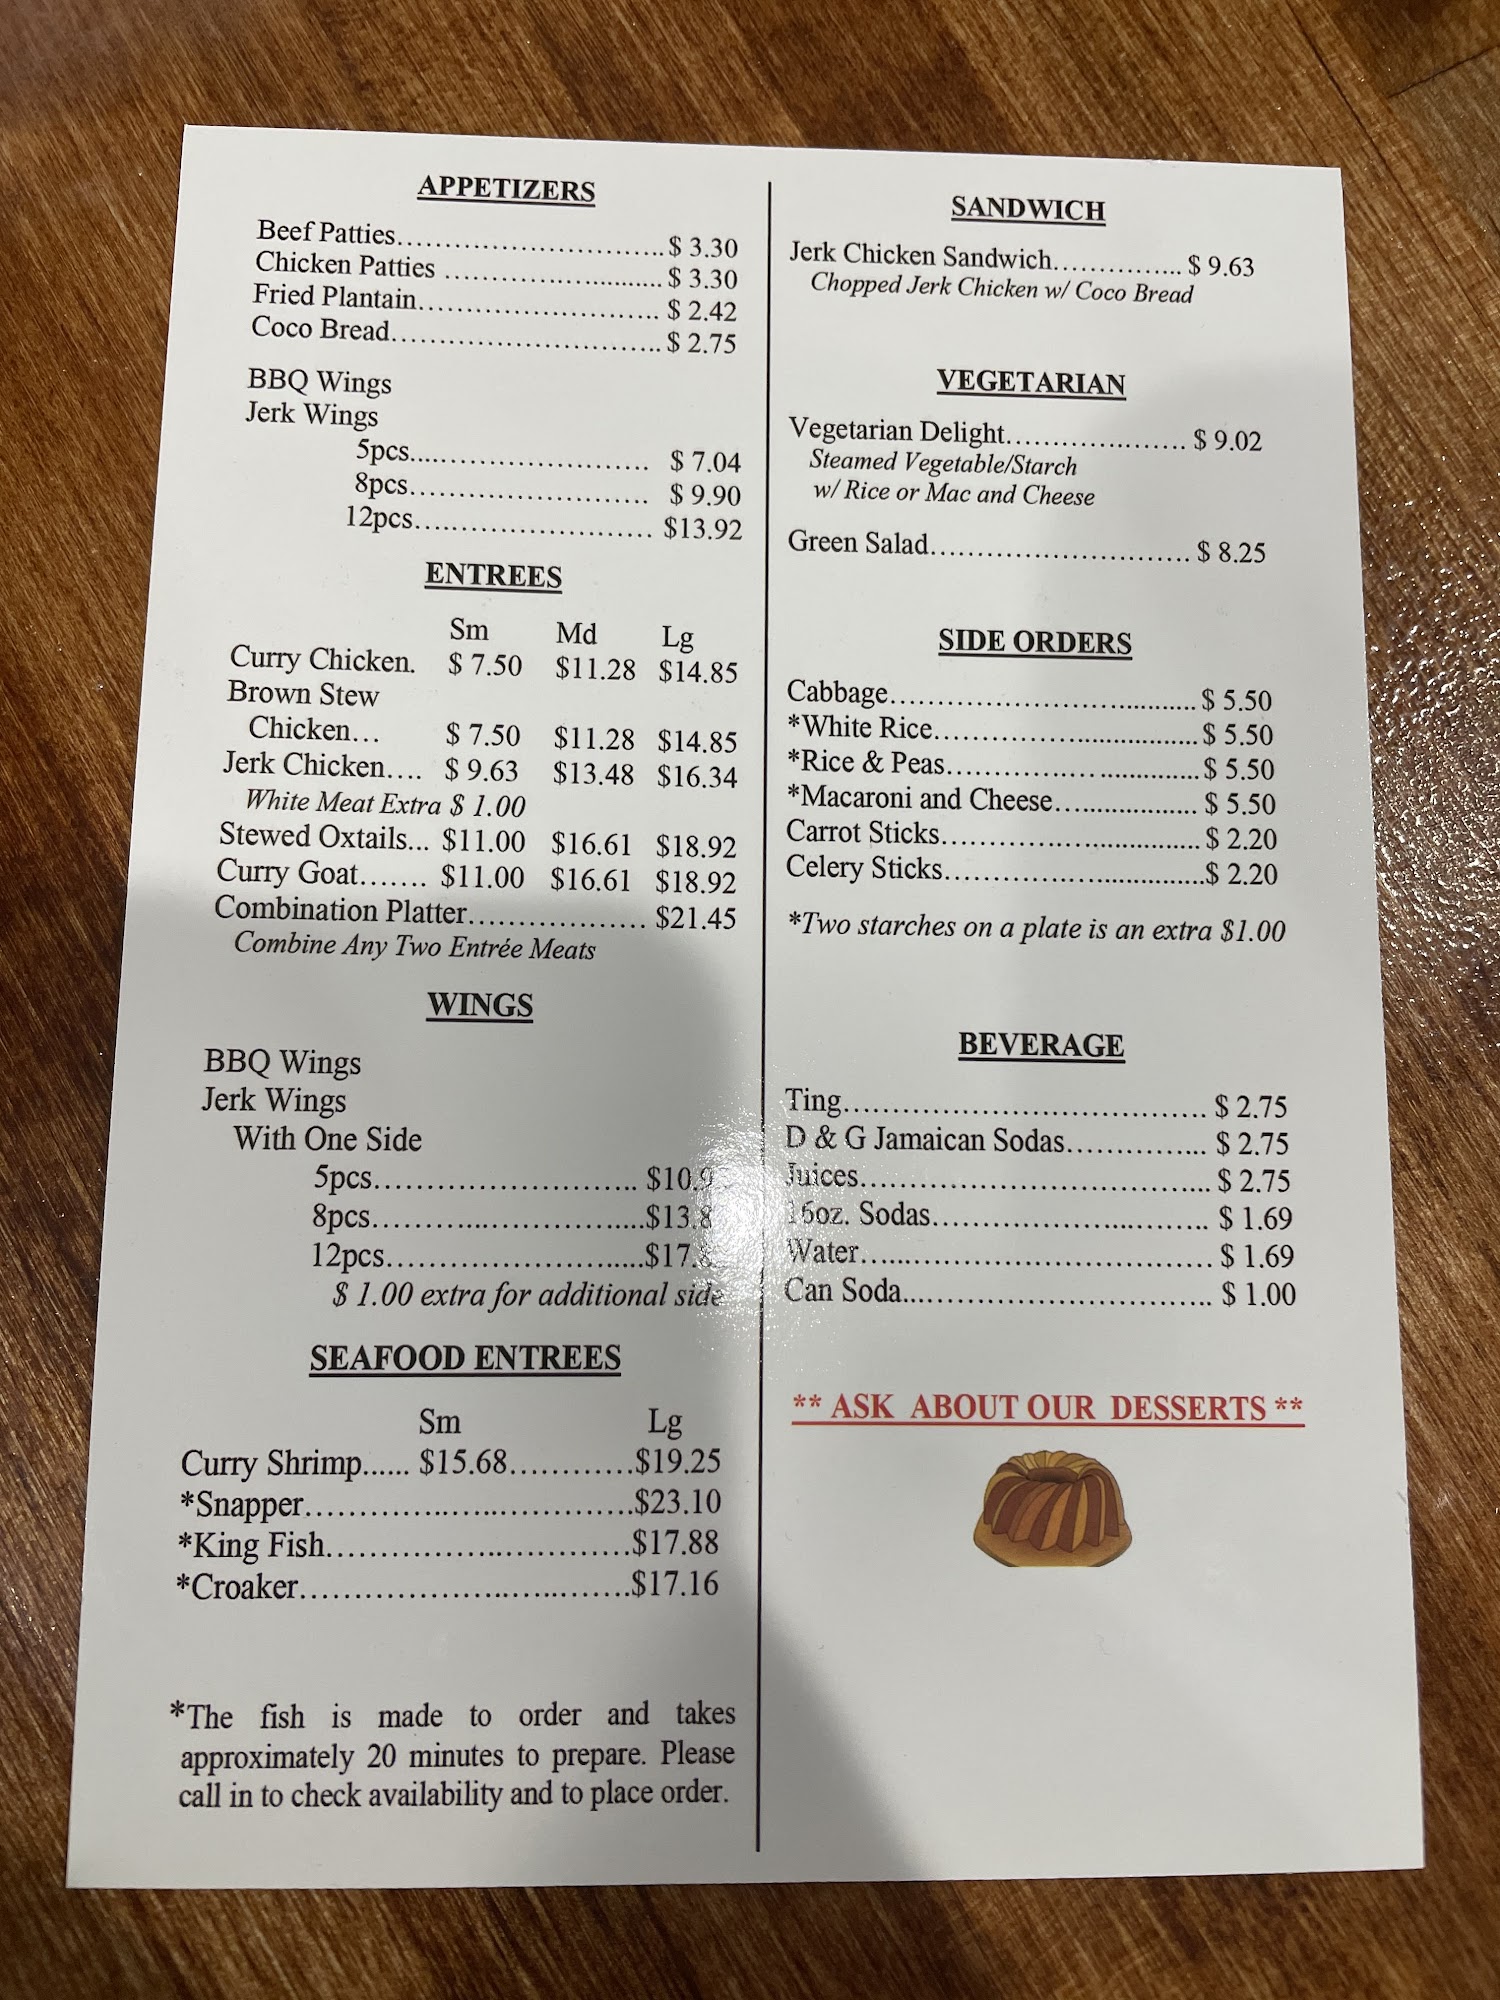 APPETIZERS
Beef Patties..............................$ 3.30
Chicken Patties ............................$ 3.30
Fried Plantain.......................... $ 2.42
Coco Bread..............................$ 2.75
BBQ Wings
Jerk Wings
5pcs.......................... $ 7.04
8pcs.......................... $ 9.90
12pcs.......................... $13.92
ENTREES
Sm Md Lg
Curry Chicken. $ 7.50 $11.28 $14.85
Brown Stew
Chicken... $ 7.50 $11.28 $14.85
Jerk Chicken.... $ 9.63 $13.48 $16.34
White Meat Extra $ 1.00
Stewed Oxtails... $11.00 $16.61 $18.92
Curry Goat....... $11.00 $16.61 $18.92
Combination Platter.................. $21.45
Combine Any Two Entrée Meats
WINGS
BBQ Wings
Jerk Wings
With One Side
5pcs..........................
8pcs..........................
12pcs..........................
$ 1.00 extra for additional side
SEAFOOD ENTREES
Sm Lg
Curry Shrimp...... $15.68............$19.25
*Snapper..................................$23.10
*King Fish...............................$17.88
*Croaker..................................$17.16
*The fish is made to order and takes
approximately 20 minutes to prepare. Please
call in to check availability and to place order.
SANDWICH
Jerk Chicken Sandwich............... $ 9.63
Chopped Jerk Chicken w/ Coco Bread
VEGETARIAN
Vegetarian Delight.................... $ 9.02
Steamed Vegetable/Starch
w/ Rice or Mac and Cheese
Green Salad............................ $ 8.25
SIDE ORDERS
Cabbage.................................. $ 5.50
*White Rice.............................. $ 5.50
*Rice & Peas............................. $ 5.50
*Macaroni and Cheese.................. $ 5.50
Carrot Sticks............................. $ 2.20
Celery Sticks.............................$ 2.20
*Two starches on a plate is an extra $1.00
BEVERAGE
Ting...................................... $ 2.75
D & G Jamaican Sodas............... $ 2.75
Juices..................................... $ 2.75
16oz. Sodas.............................. $ 1.69
Water..................................... $ 1.69
Can Soda................................. $ 1.00
** ASK ABOUT OUR DESSERTS **